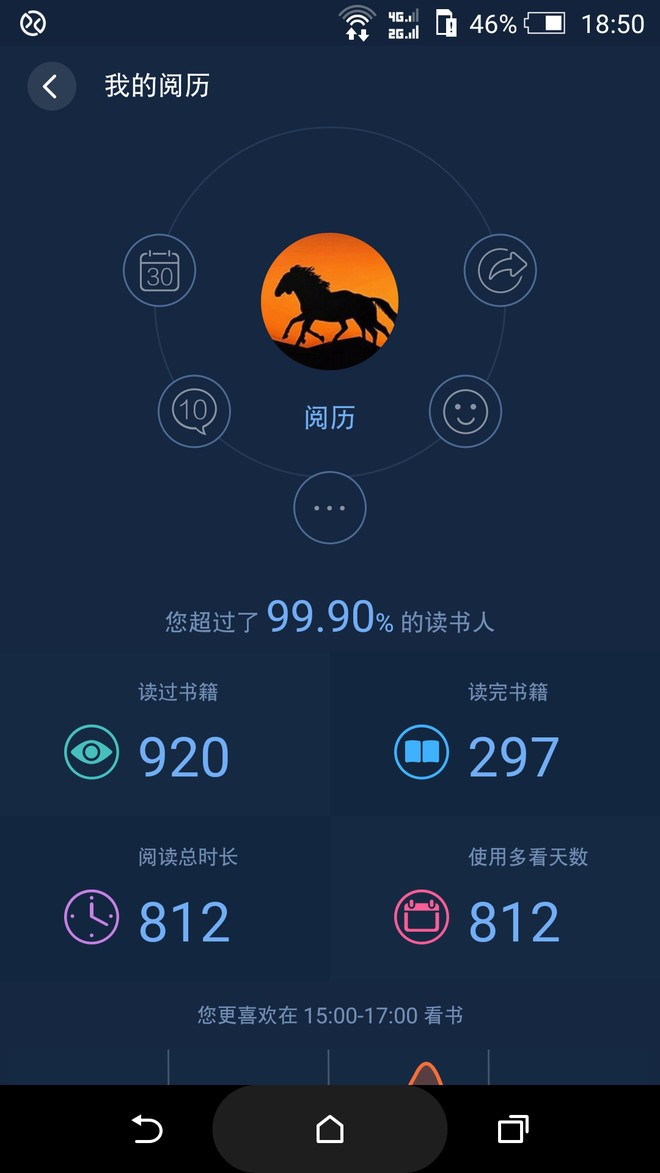 4G 2G 46% 18:50
我的阅历
30
10
阅历
您超过了 99.90% 的读书人
读过书籍
920
读完书籍
297
阅读总时长
812
使用多看天数
812
您更喜欢在 15:00-17:00 看书